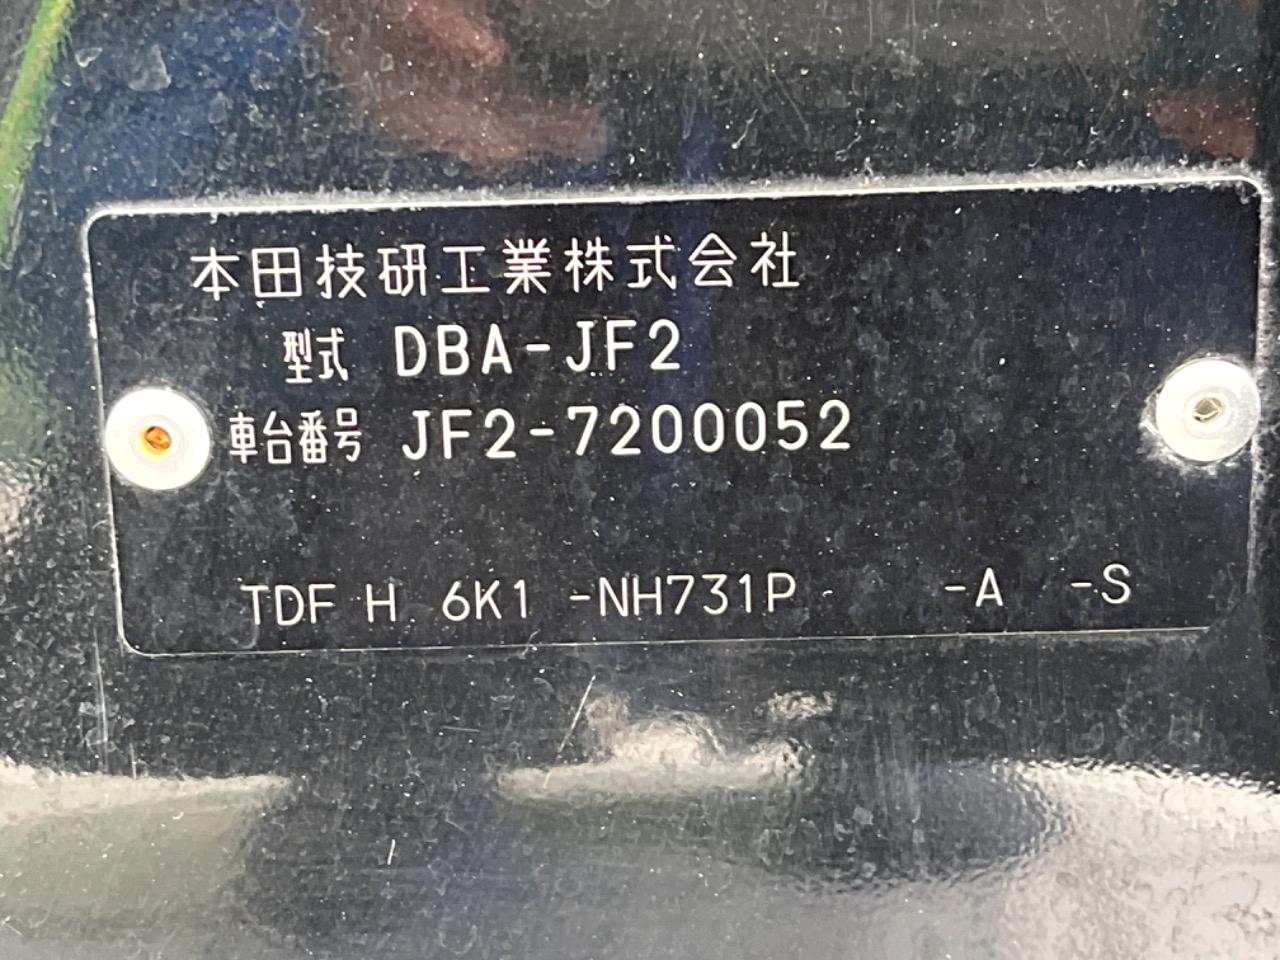 本田技研工業株式会社
型式 DBA-JF2
車台番号 JF2-7200052
TDF H 6K1 -NH731P- -A -S